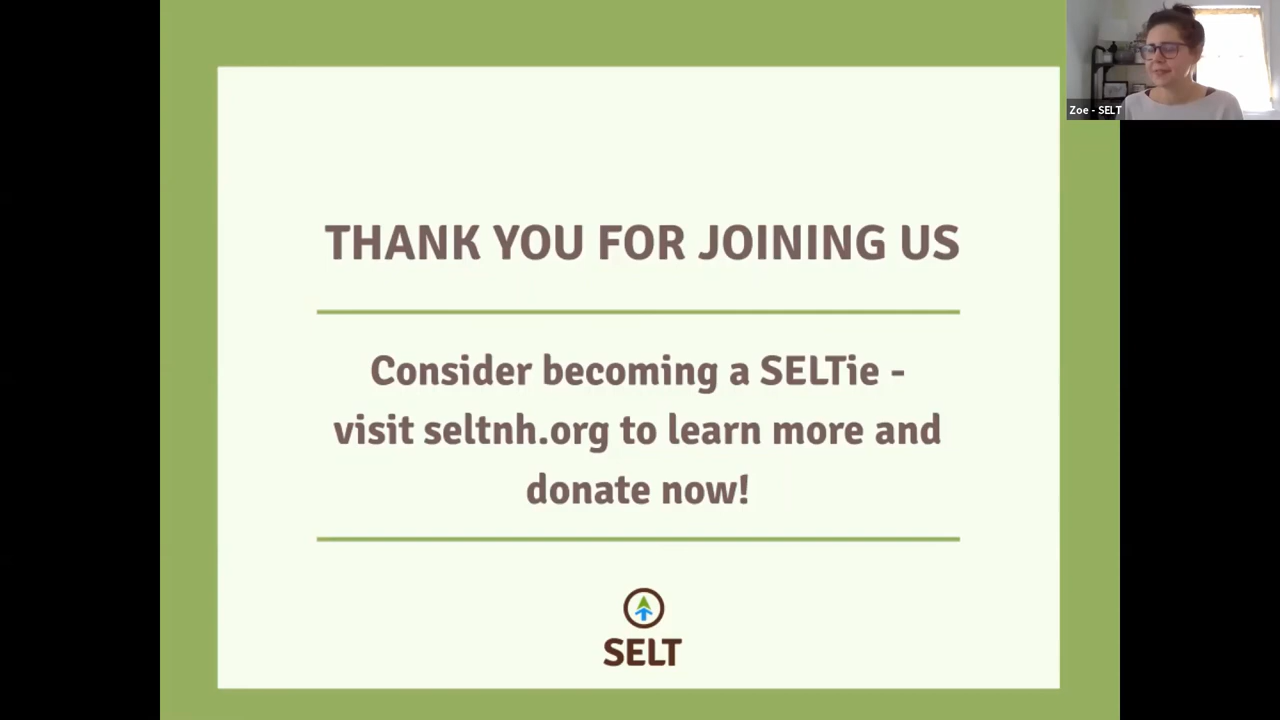 Zoe - SELT
THANK YOU FOR JOINING US
Consider becoming a SELTie -
visit seltnh.org to learn more and
donate now!
SELT